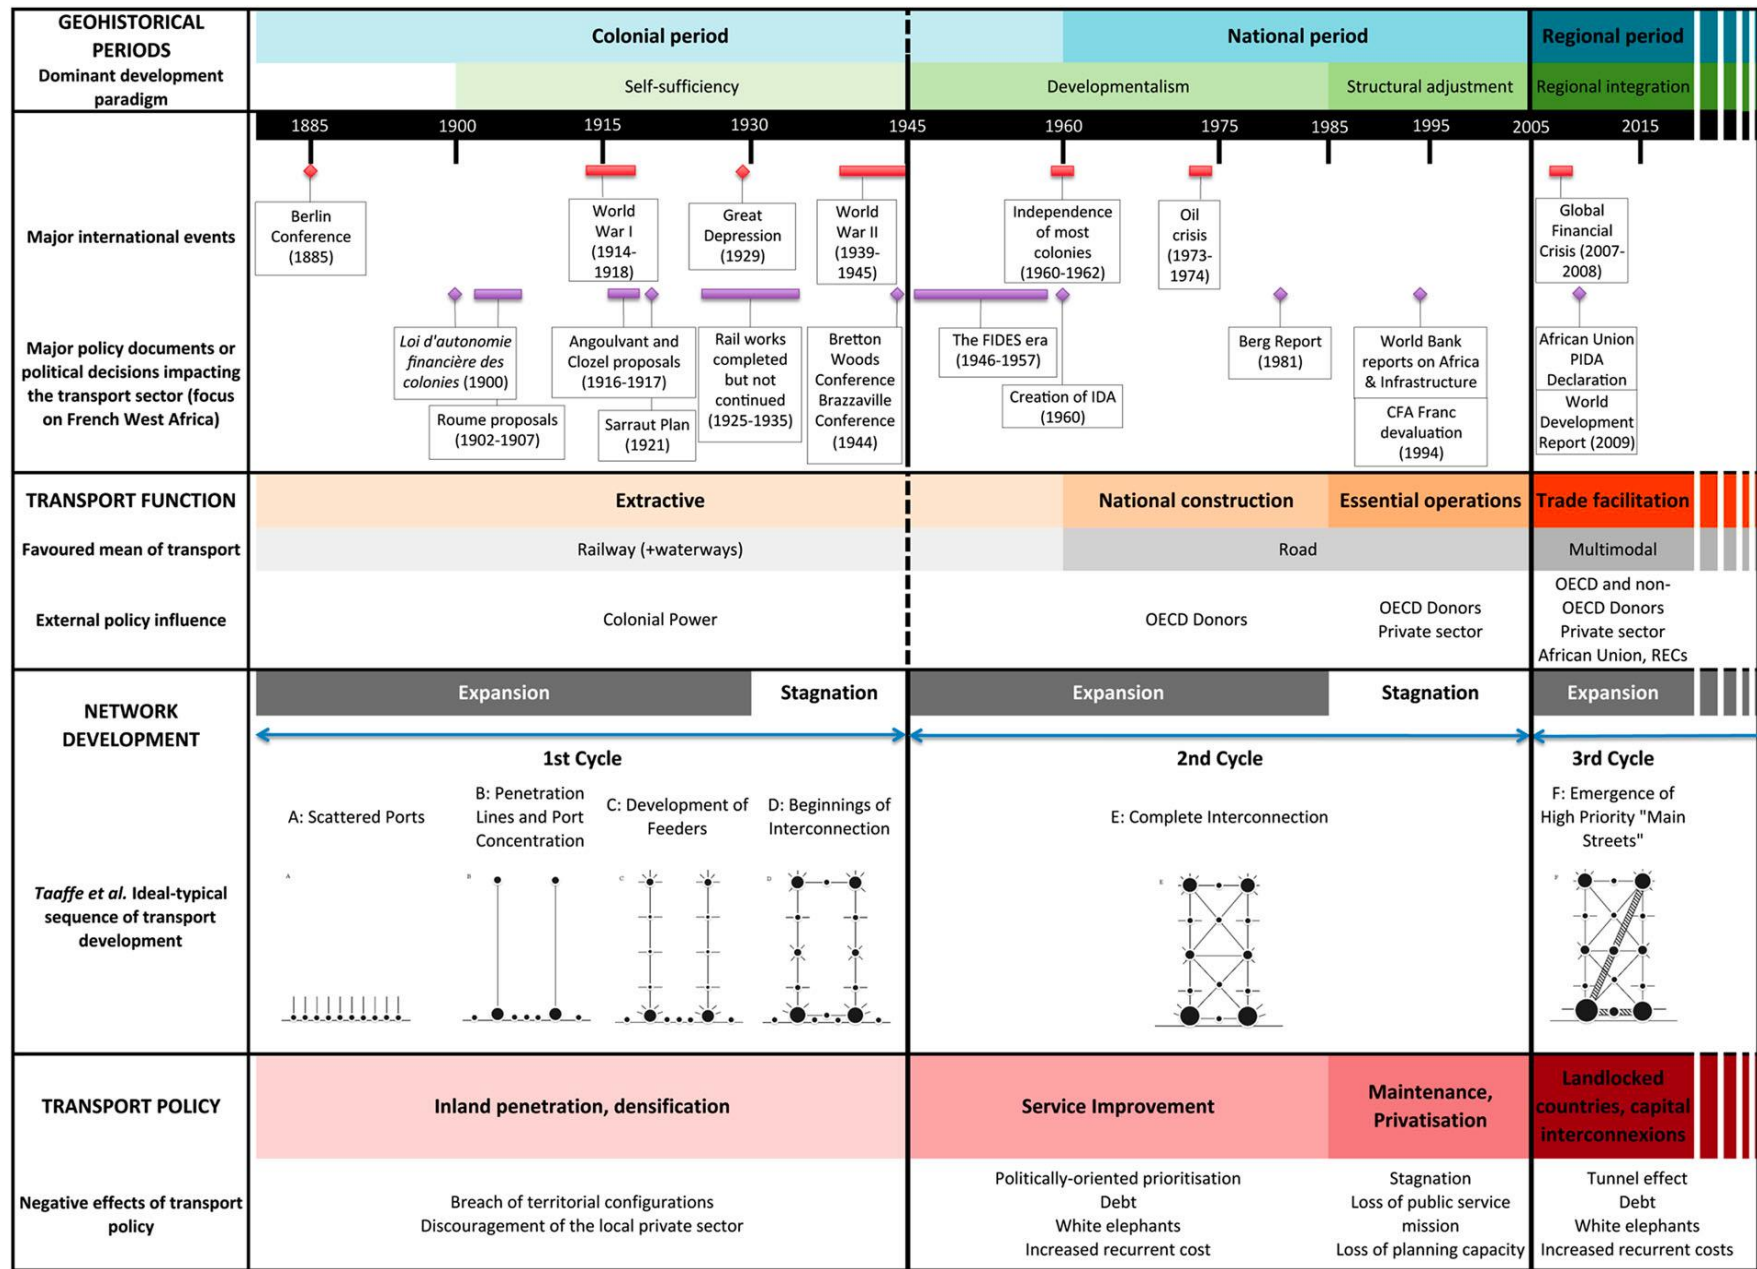 GEOHISTORICAL
PERIODS
Dominant development
paradigm
Colonial period
National period
Regional period
Self-sufficiency
Developmentalism
Structural adjustment
Regional integration
1885
1900
1915
1930
1945
1960
1975
1985
1995
2005
2015
Major international events
Berlin
Conference
(1885)
World
War I
(1914-
1918)
Great
Depression
(1929)
World
War II
(1939-
1945)
Independence
of most
colonies
(1960-1962)
Oil
crisis
(1973-
1974)
Global
Financial
Crisis (2007-
2008)
Major policy documents or
political decisions impacting
the transport sector (focus
on French West Africa)
Loi d'autonomie
financière des
colonies (1900)
Roume proposals
(1902-1907)
Angoulvant and
Clozel proposals
(1916-1917)
Sarraut Plan
(1921)
Rail works
completed
but not
continued
(1925-1935)
Bretton
Woods
Conference
Brazzaville
Conference
(1944)
The FIDES era
(1946-1957)
Creation of IDA
(1960)
Berg Report
(1981)
World Bank
reports on Africa
& Infrastructure
CFA Franc
devaluation
(1994)
African Union
PIDA
Declaration
World
Development
Report (2009)
TRANSPORT FUNCTION
Extractive
National construction
Essential operations
Trade facilitation
Favoured mean of transport
Railway (+waterways)
Road
Multimodal
External policy influence
Colonial Power
OECD Donors
OECD Donors
Private sector
OECD and non-
OECD Donors
Private sector
African Union, RECs
NETWORK
DEVELOPMENT
Expansion
Stagnation
Expansion
Stagnation
Expansion
1st Cycle
2nd Cycle
3rd Cycle
Taaffe et al. Ideal-typical
sequence of transport
development
A: Scattered Ports
B: Penetration
Lines and Port
Concentration
C: Development of
Feeders
D: Beginnings of
Interconnection
E: Complete Interconnection
F: Emergence of
High Priority "Main
Streets"
A
B
C
D
E
F
TRANSPORT POLICY
Inland penetration, densification
Service Improvement
Maintenance,
Privatisation
Landlocked
countries, capital
interconnexions
Negative effects of transport
policy
Breach of territorial configurations
Discouragement of the local private sector
Politically-oriented prioritisation
Debt
White elephants
Increased recurrent cost
Stagnation
Loss of public service
mission
Loss of planning capacity
Tunnel effect
Debt
White elephants
Increased recurrent costs